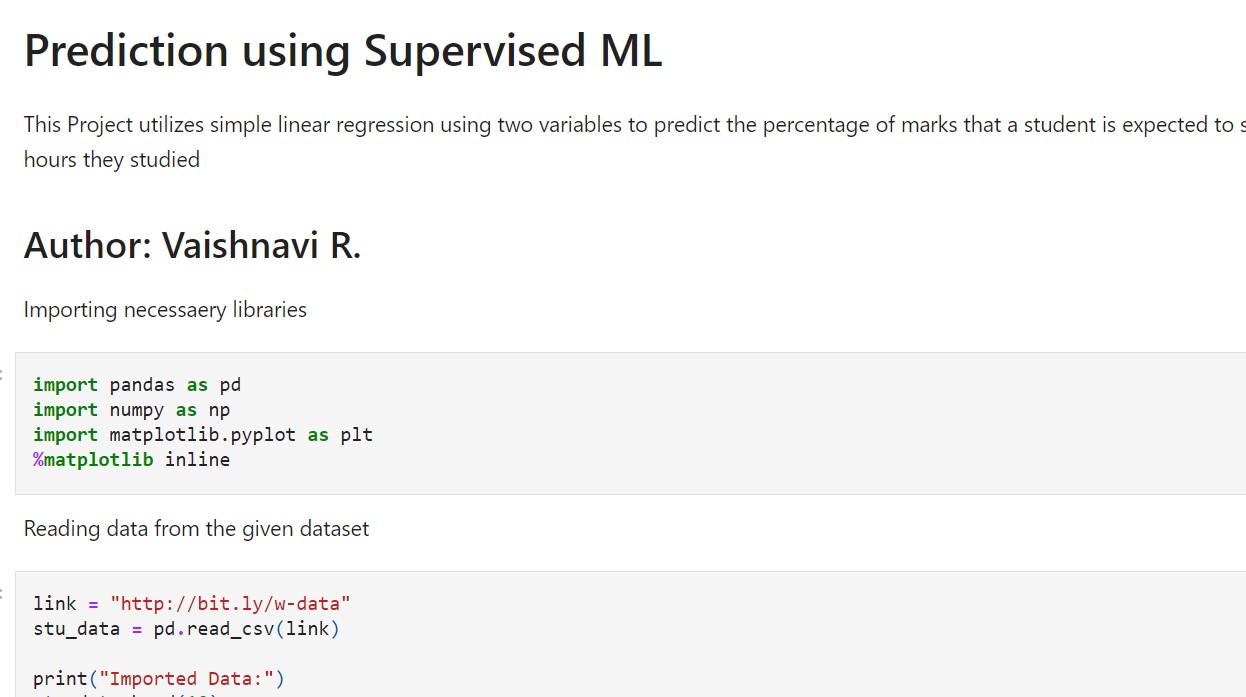 Prediction using Supervised ML
This Project utilizes simple linear regression using two variables to predict the percentage of marks that a student is expected to
hours they studied
Author: Vaishnavi R.
Importing necessaery libraries
import pandas as pd
import numpy as np
import matplotlib.pyplot as plt
%matplotlib inline
Reading data from the given dataset
link = "http://bit.ly/w-data"
stu_data = pd.read_csv(link)
print("Imported Data:")